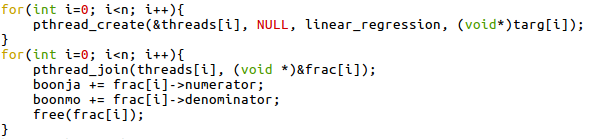 for(int i=0; i<n; i++){
    pthread_create(&threads[i], NULL, linear_regression, (void*)targ[i]);
}
for(int i=0; i<n; i++){
    pthread_join(threads[i], (void *)&frac[i]);
    boonja += frac[i]->numerator;
    boonmo += frac[i]->denominator;
    free(frac[i]);
}